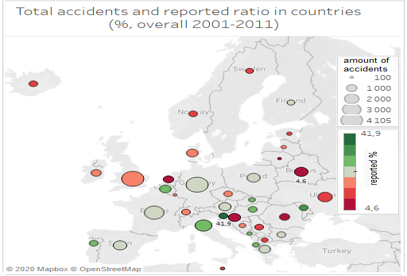 Total accidents and reported ratio in countries
(%, overall 2001-2011)
amount of
accidents
100
1 000
2 000
3 000
4 105
41,9
reported %
4,6
Sweden
Norway
Finland
4,6
41,9
Turkey
© 2020 Mapbox © OpenStreetMap